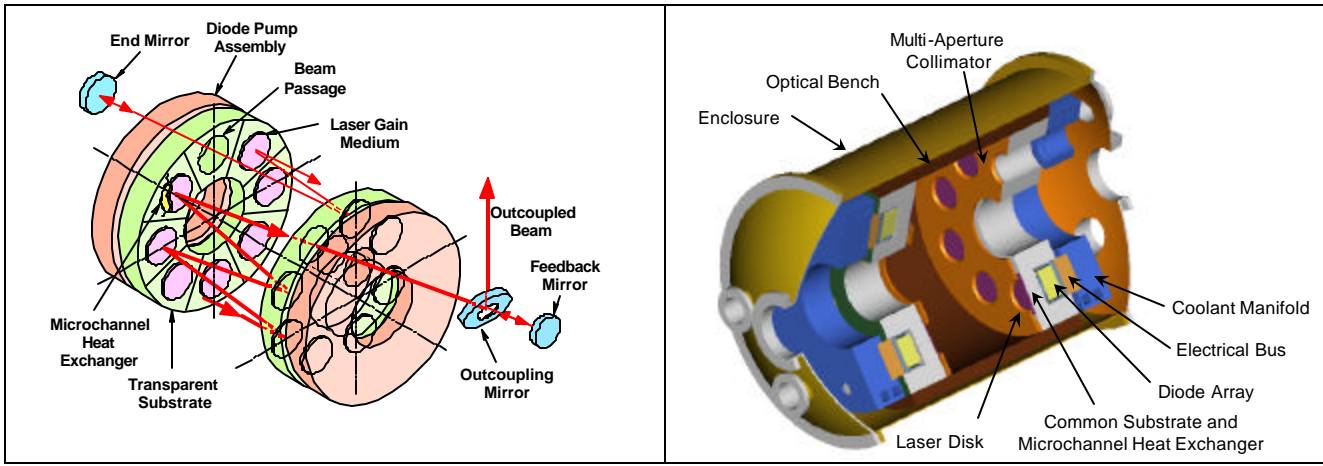 End Mirror
Diode Pump
Assembly
Beam
Passage
Laser Gain
Medium
Outcoupled
Beam
Feedback
Mirror
Microchannel
Heat
Exchanger
Transparent
Substrate
Outcoupling
Mirror
Multi-Aperture
Collimator
Optical Bench
Enclosure
Coolant Manifold
Electrical Bus
Diode Array
Common Substrate and
Microchannel Heat Exchanger
Laser Disk